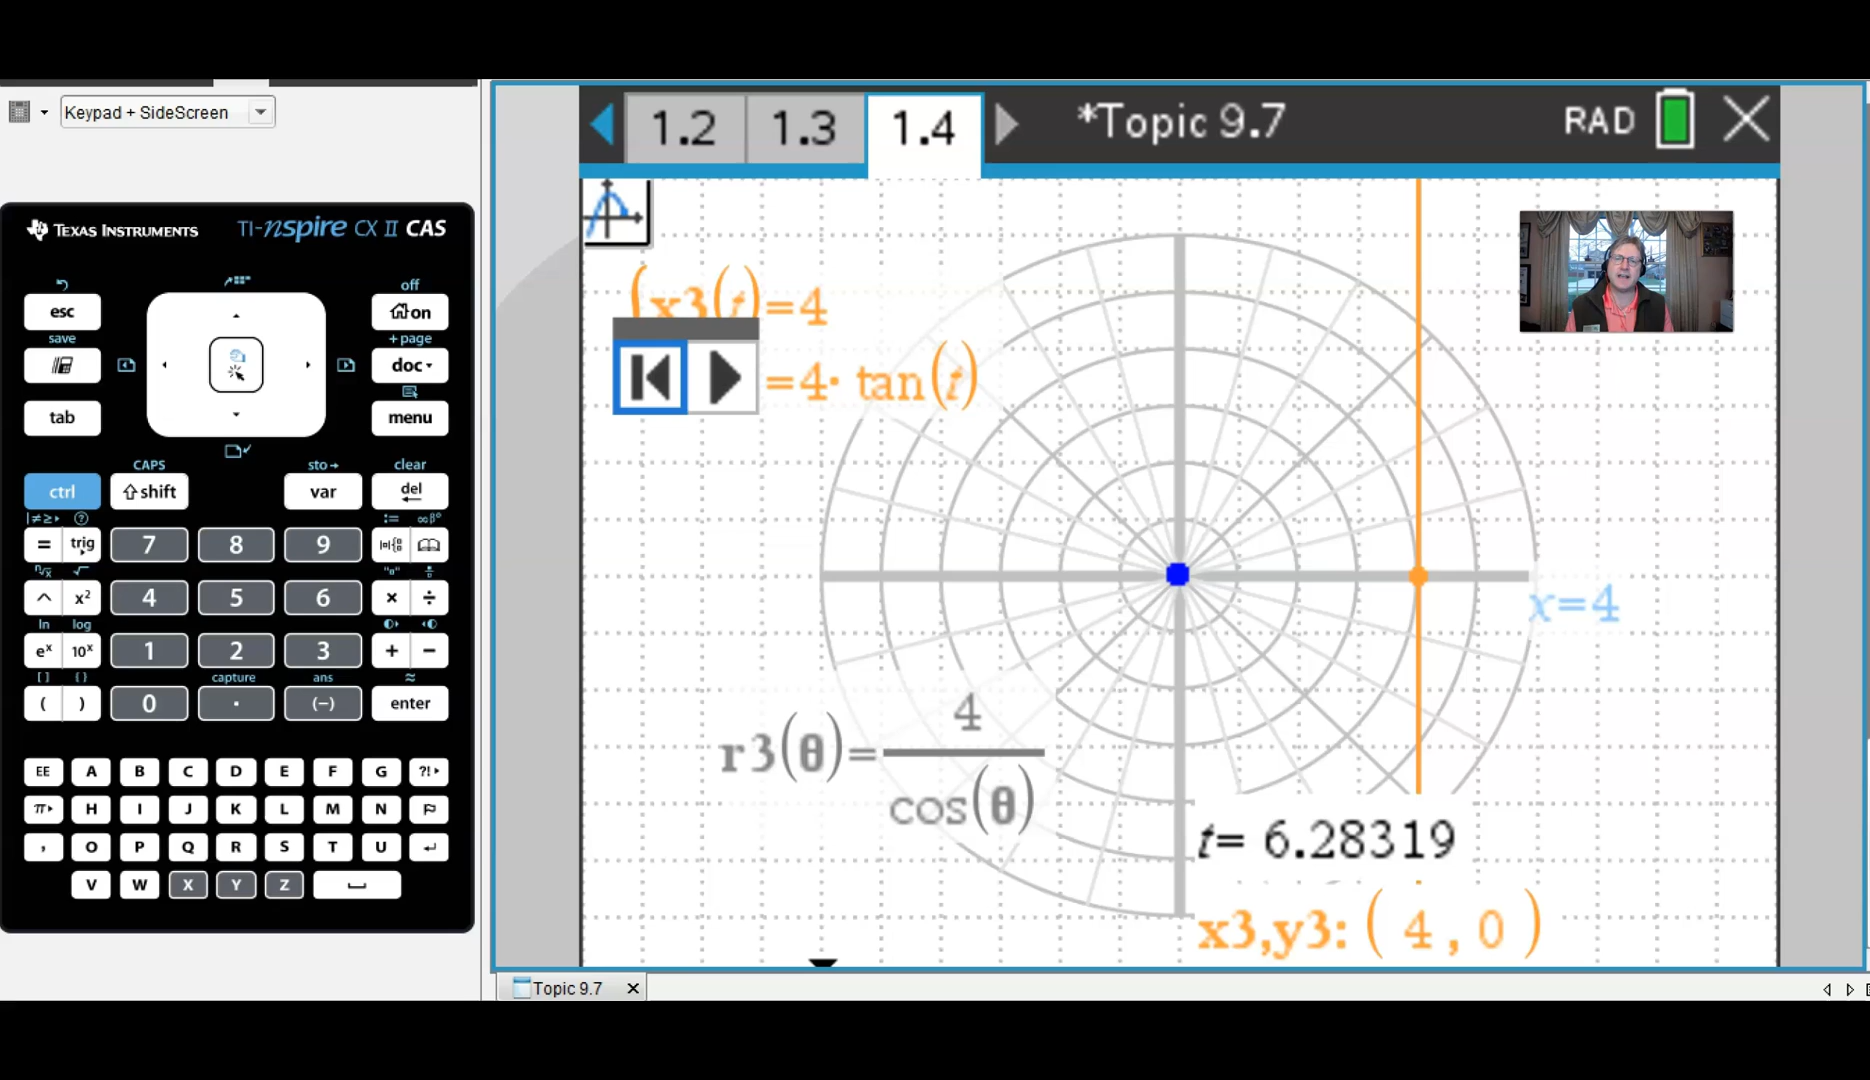 Keypad + SideScreen
1.2 1.3 1.4 *Topic 9.7 RAD
TEXAS INSTRUMENTS TI-nspire CX II CAS
off
esc on
save + page
doc
tab menu
CAPS sto→ clear
ctrl shift var del
= trig 7 8 9
^ x² 4 5 6 × ÷
ln log
eˣ 10ˣ 1 2 3 + −
[ ] { } capture ans ≈
( ) 0 . (−) enter
EE A B C D E F G ?!▸
π▸ H I J K L M N
, O P Q R S T U
V W X Y Z
x3(t)=4
=4· tan(t)
x=4
r3(θ)=4/cos(θ)
t= 6.28319
x3,y3: ( 4 , 0 )
Topic 9.7